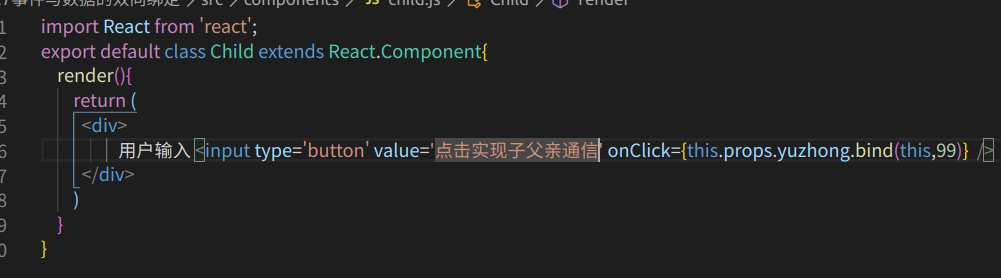 7事件与数据的双向绑定 / src / components / JS child.js / Child / render
1 import React from 'react';
2 export default class Child extends React.Component{
3 render(){
4 return (
5 <div>
6 用户输入 <input type='button' value='点击实现子父亲通信' onClick={this.props.yuzhong.bind(this,99)} />
7 </div>
8 )
9 }
0 }